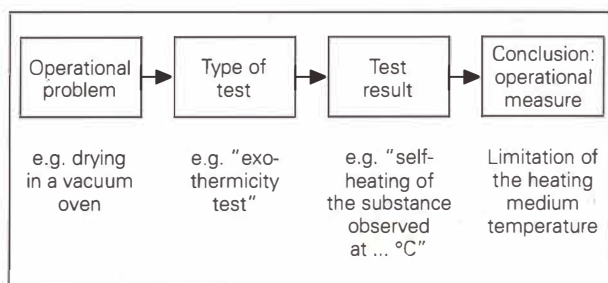 Operational
problem
Type of
test
Test
result
Conclusion:
operational
measure
e.g. drying
in a vacuum
oven
e.g. "exo-
thermicity
test"
e.g. "self-
heating of
the substance
observed
at ... °C"
Limitation of
the heating
medium
temperature